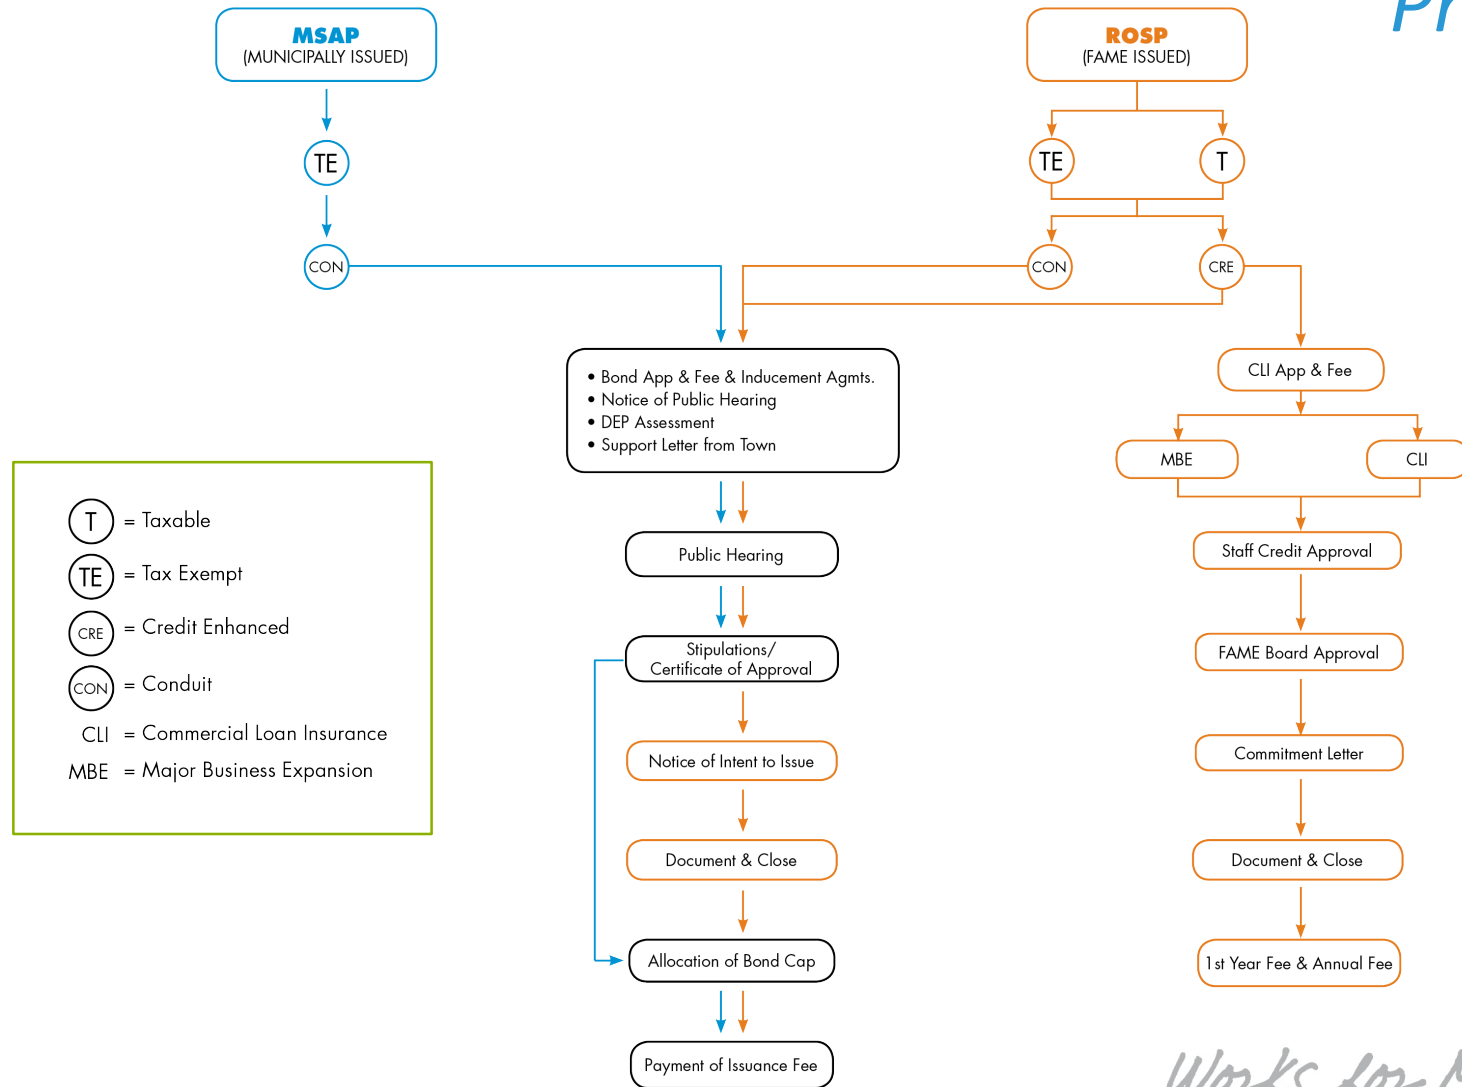 Pr
MSAP
(MUNICIPALLY ISSUED)
ROSP
(FAME ISSUED)
TE
TE
T
CON
CON
CRE
• Bond App & Fee & Inducement Agmts.
• Notice of Public Hearing
• DEP Assessment
• Support Letter from Town
CLI App & Fee
MBE
CLI
Public Hearing
Staff Credit Approval
Stipulations/
Certificate of Approval
FAME Board Approval
Notice of Intent to Issue
Commitment Letter
Document & Close
Document & Close
Allocation of Bond Cap
1st Year Fee & Annual Fee
Payment of Issuance Fee
T = Taxable
TE = Tax Exempt
CRE = Credit Enhanced
CON = Conduit
CLI = Commercial Loan Insurance
MBE = Major Business Expansion
Works for